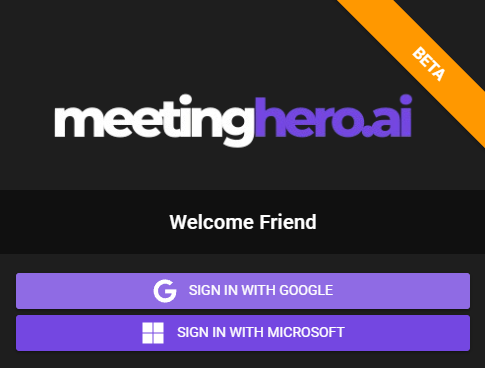 BETA
meetinghero.ai
Welcome Friend
SIGN IN WITH GOOGLE
SIGN IN WITH MICROSOFT